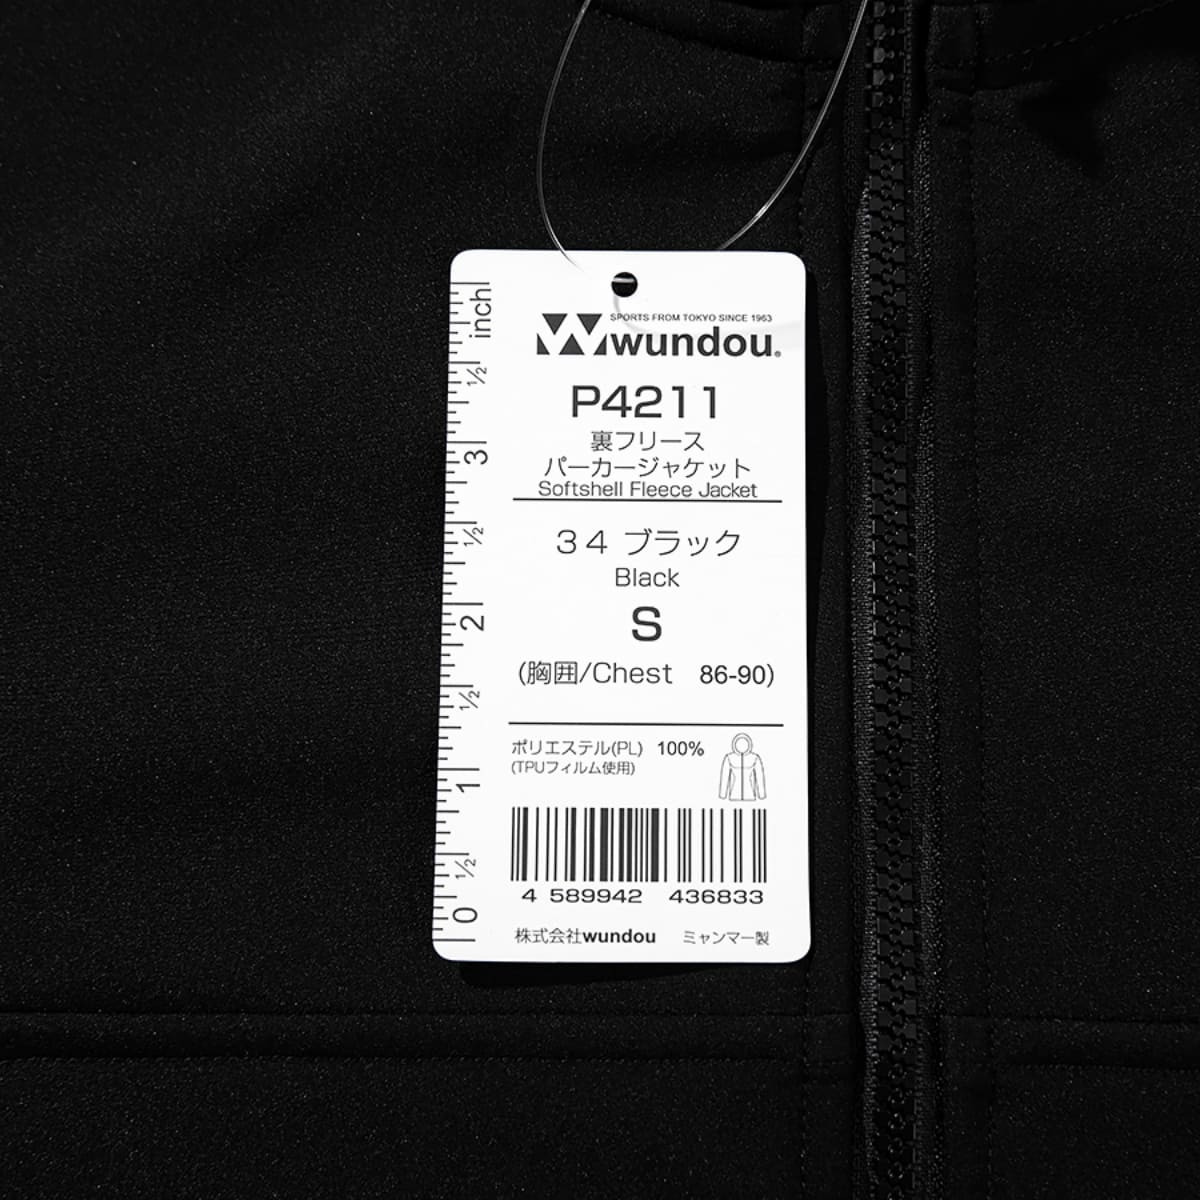 SPORTS FROM TOKYO SINCE 1963
wundou®
P4211
裏フリース
パーカージャケット
Softshell Fleece Jacket
34 ブラック
Black
S
(胸囲/Chest 86-90)
ポリエステル(PL) 100%
(TPUフィルム使用)
4 589942 436833
株式会社wundou ミャンマー製
inch
½
3
½
2
½
1
½
0